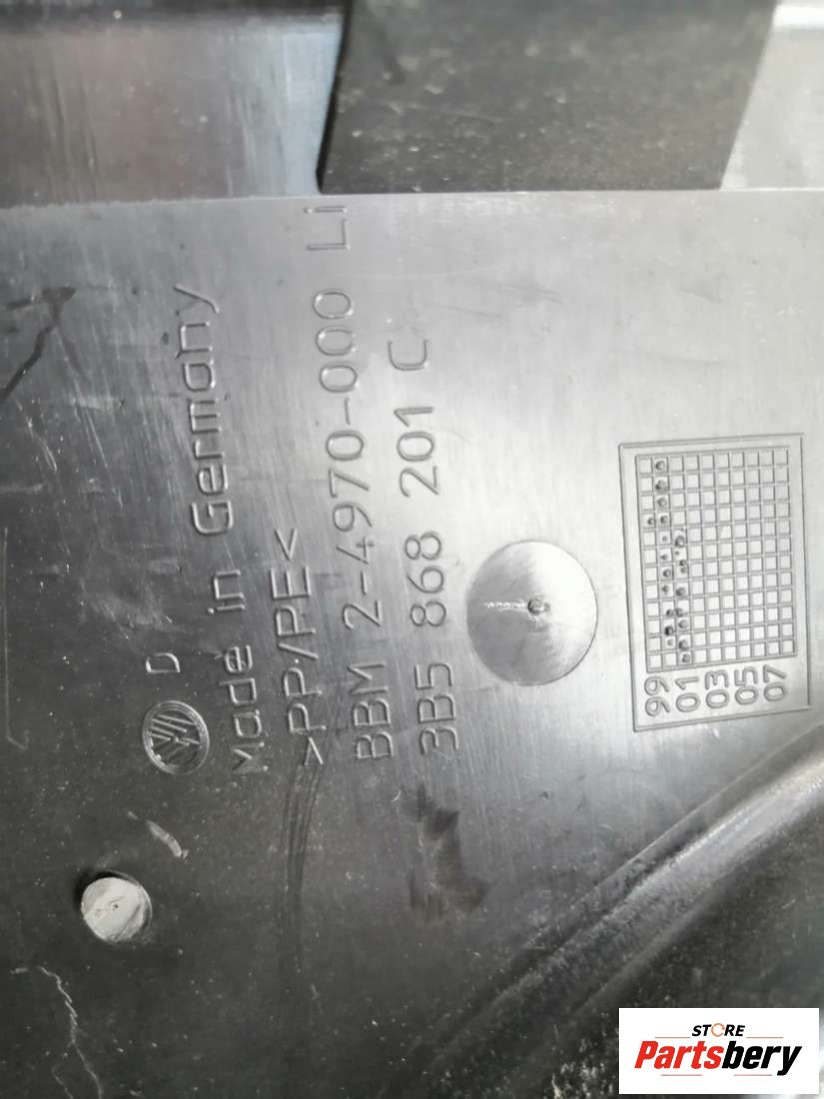 D
Made in Germany
>PP/PE<
BBM 2-4970-000 Li
3B5 868 201 C
99
01
03
05
07
STORE
Partsbery